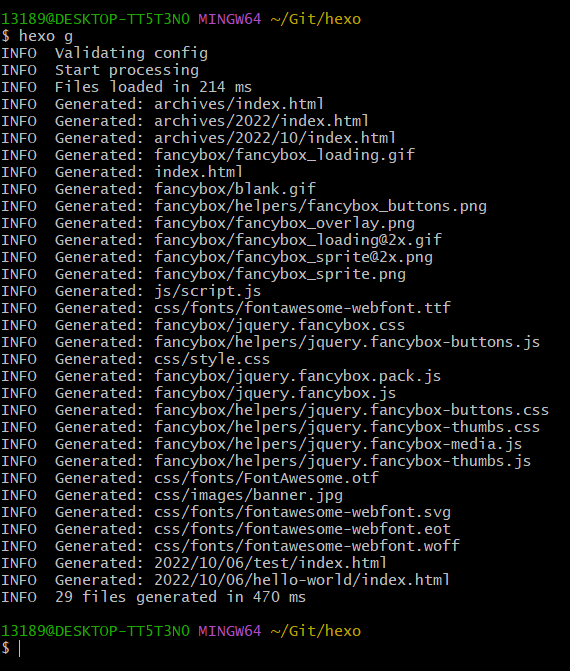 13189@DESKTOP-TT5T3NO MINGW64 ~/Git/hexo
$ hexo g
INFO  Validating config
INFO  Start processing
INFO  Files loaded in 214 ms
INFO  Generated: archives/index.html
INFO  Generated: archives/2022/index.html
INFO  Generated: archives/2022/10/index.html
INFO  Generated: fancybox/fancybox_loading.gif
INFO  Generated: index.html
INFO  Generated: fancybox/blank.gif
INFO  Generated: fancybox/helpers/fancybox_buttons.png
INFO  Generated: fancybox/fancybox_overlay.png
INFO  Generated: fancybox/fancybox_loading@2x.gif
INFO  Generated: fancybox/fancybox_sprite@2x.png
INFO  Generated: fancybox/fancybox_sprite.png
INFO  Generated: js/script.js
INFO  Generated: css/fonts/fontawesome-webfont.ttf
INFO  Generated: fancybox/jquery.fancybox.css
INFO  Generated: fancybox/helpers/jquery.fancybox-buttons.js
INFO  Generated: css/style.css
INFO  Generated: fancybox/jquery.fancybox.pack.js
INFO  Generated: fancybox/jquery.fancybox.js
INFO  Generated: fancybox/helpers/jquery.fancybox-buttons.css
INFO  Generated: fancybox/helpers/jquery.fancybox-thumbs.css
INFO  Generated: fancybox/helpers/jquery.fancybox-media.js
INFO  Generated: fancybox/helpers/jquery.fancybox-thumbs.js
INFO  Generated: css/fonts/FontAwesome.otf
INFO  Generated: css/images/banner.jpg
INFO  Generated: css/fonts/fontawesome-webfont.svg
INFO  Generated: css/fonts/fontawesome-webfont.eot
INFO  Generated: css/fonts/fontawesome-webfont.woff
INFO  Generated: 2022/10/06/test/index.html
INFO  Generated: 2022/10/06/hello-world/index.html
INFO  29 files generated in 470 ms
13189@DESKTOP-TT5T3NO MINGW64 ~/Git/hexo
$